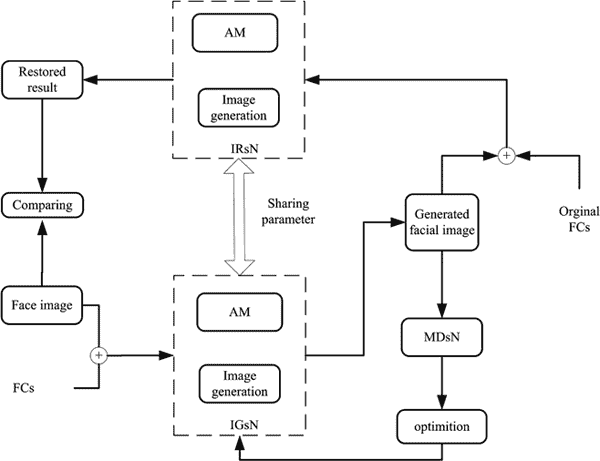 AM
Restored
result
Image
generation
IRsN
Comparing
Sharing
parameter
Generated
facial image
Orginal
FCs
Face image
AM
MDsN
FCs
Image
generation
IGsN
optimition